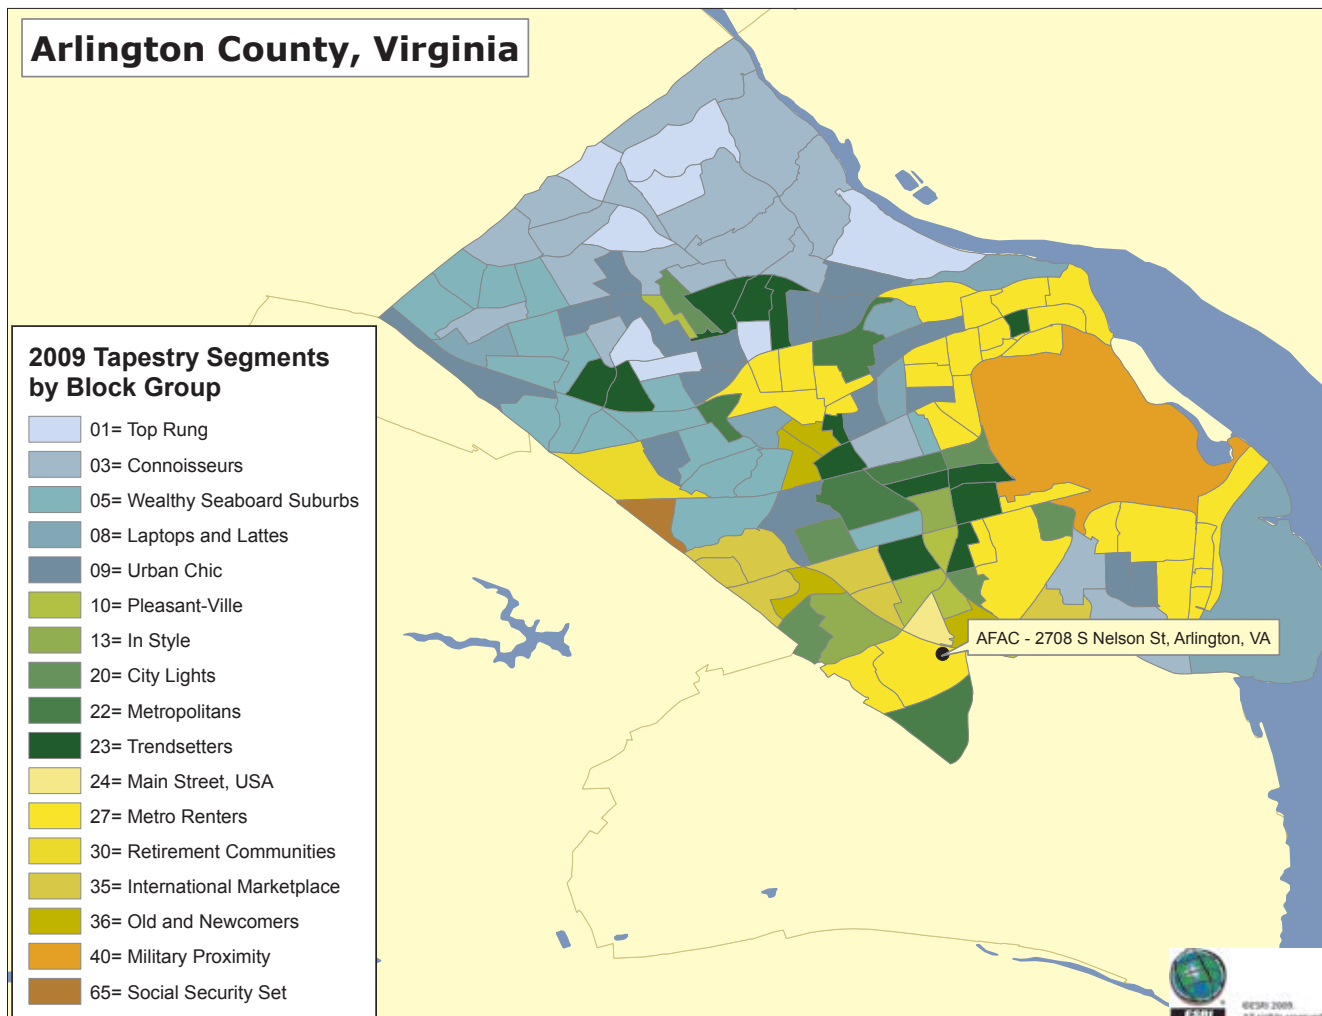 Arlington County, Virginia
2009 Tapestry Segments
by Block Group
01= Top Rung
03= Connoisseurs
05= Wealthy Seaboard Suburbs
08= Laptops and Lattes
09= Urban Chic
10= Pleasant-Ville
13= In Style
20= City Lights
22= Metropolitans
23= Trendsetters
24= Main Street, USA
27= Metro Renters
30= Retirement Communities
35= International Marketplace
36= Old and Newcomers
40= Military Proximity
65= Social Security Set
AFAC - 2708 S Nelson St, Arlington, VA
ESRI
©ESRI 2009.